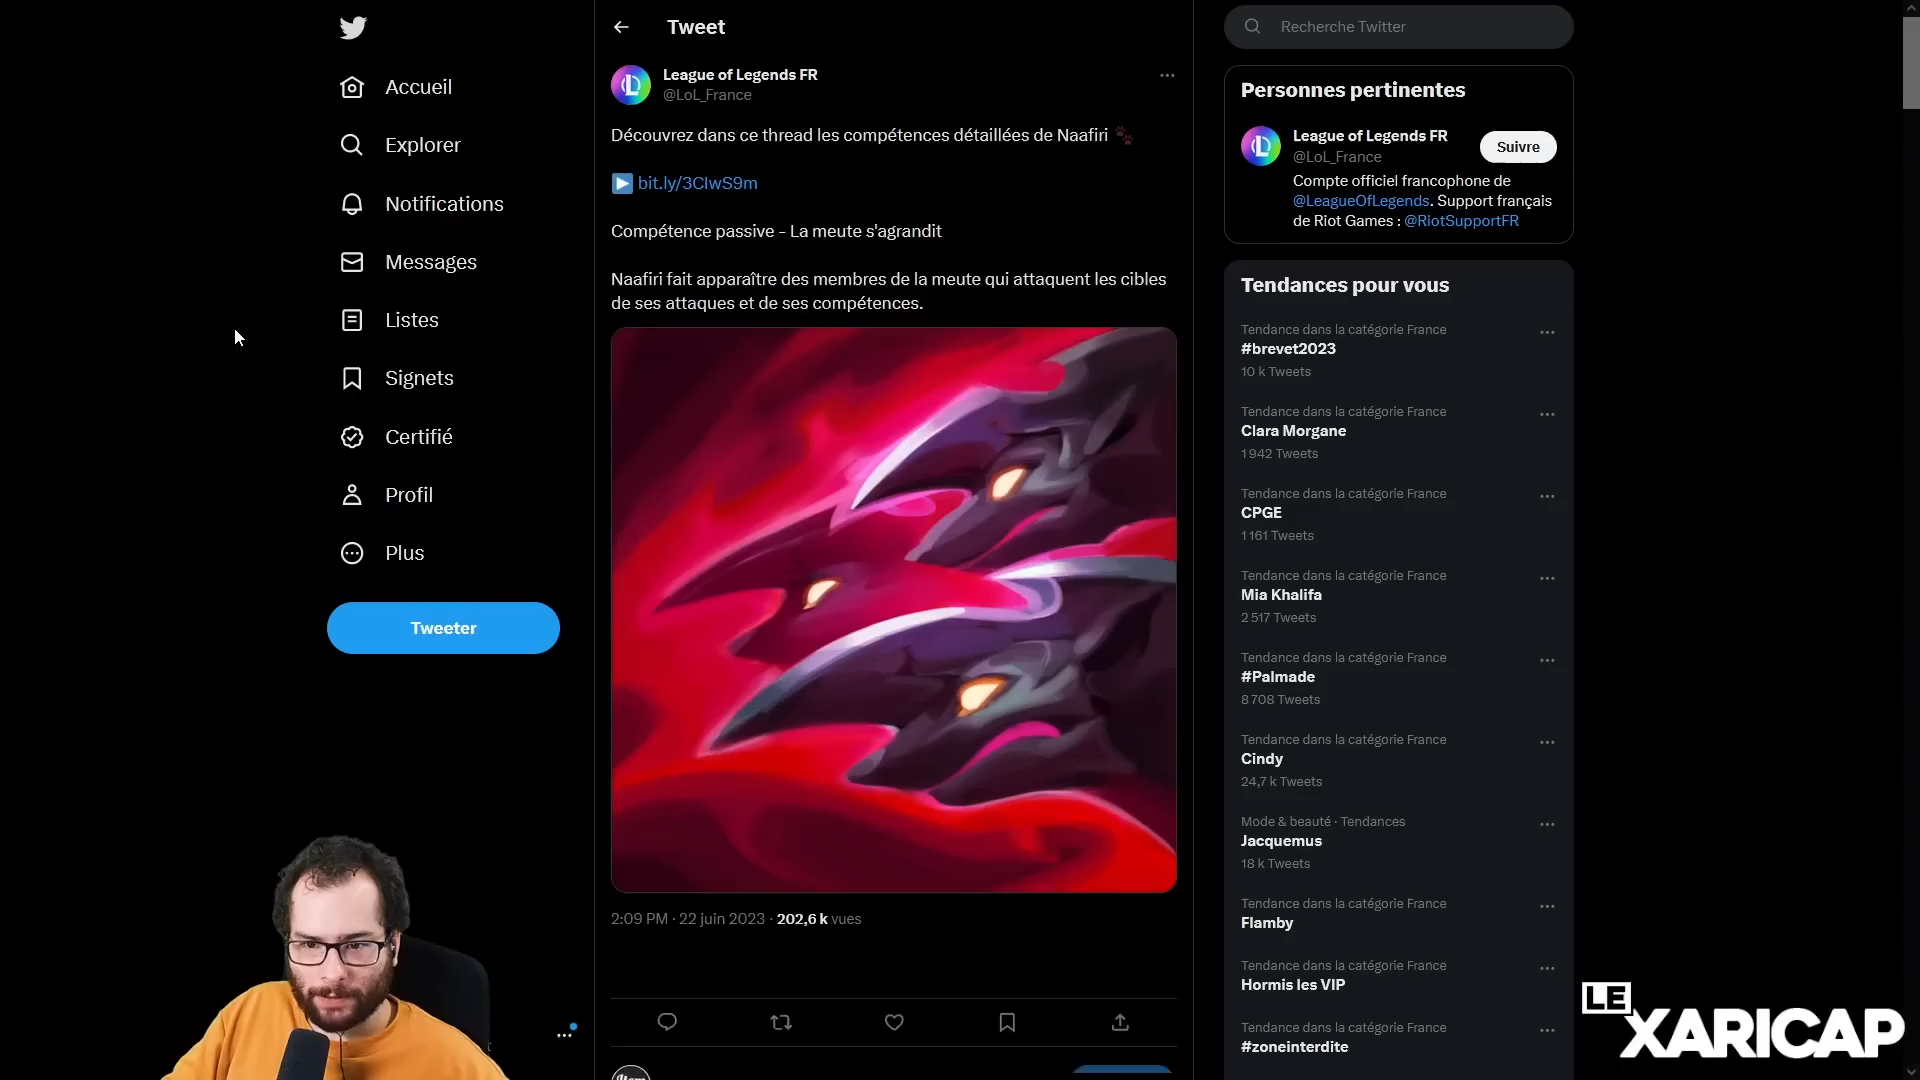 Accueil
Explorer
Notifications
Messages
Listes
Signets
Certifié
Profil
Plus
Tweeter
Tweet
League of Legends FR
@LoL_France
Découvrez dans ce thread les compétences détaillées de Naafiri
bit.ly/3CIwS9m
Compétence passive - La meute s'agrandit
Naafiri fait apparaître des membres de la meute qui attaquent les cibles
de ses attaques et de ses compétences.
2:09 PM · 22 juin 2023 · 202,6 k vues
Recherche Twitter
Personnes pertinentes
League of Legends FR
@LoL_France
Suivre
Compte officiel francophone de
@LeagueOfLegends. Support français
de Riot Games : @RiotSupportFR
Tendances pour vous
Tendance dans la catégorie France
#brevet2023
10 k Tweets
Tendance dans la catégorie France
Clara Morgane
1 942 Tweets
Tendance dans la catégorie France
CPGE
1 161 Tweets
Tendance dans la catégorie France
Mia Khalifa
2 517 Tweets
Tendance dans la catégorie France
#Palmade
8 708 Tweets
Tendance dans la catégorie France
Cindy
24,7 k Tweets
Mode & beauté · Tendances
Jacquemus
18 k Tweets
Tendance dans la catégorie France
Flamby
Tendance dans la catégorie France
Hormis les VIP
Tendance dans la catégorie France
#zoneinterdite
LE
XARICAP